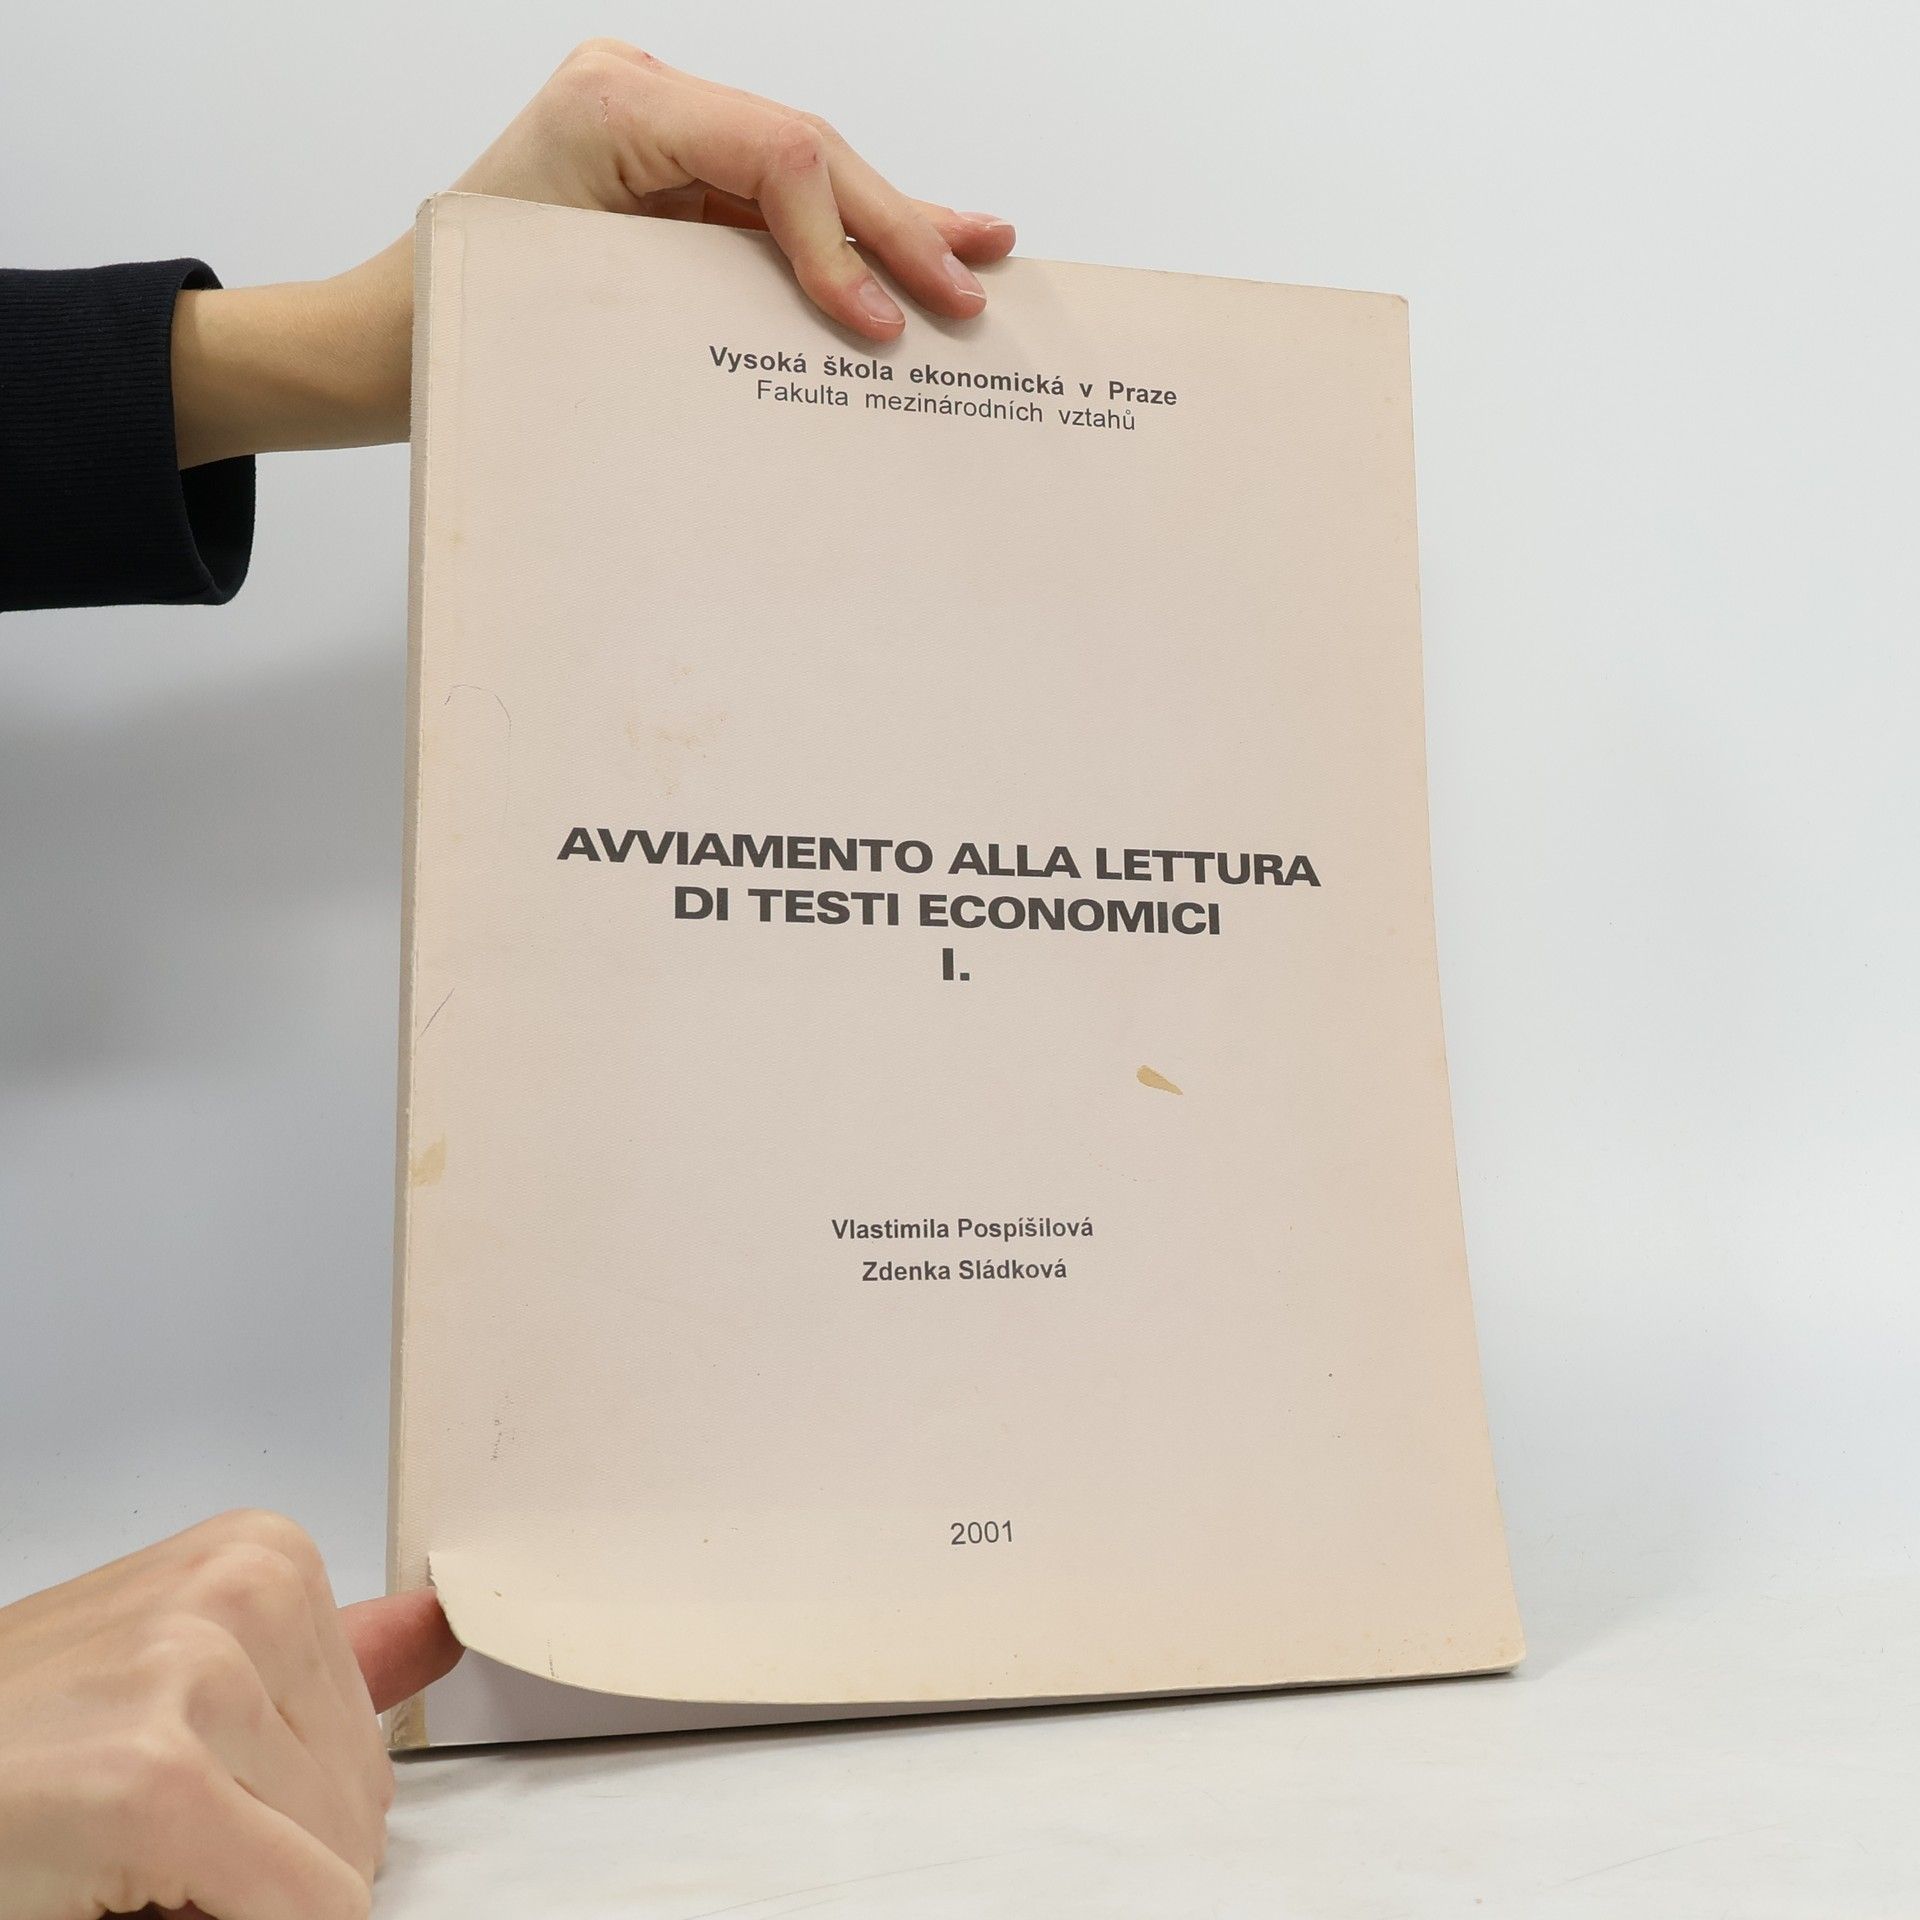 Vysoká škola ekonomická v Praze
Fakulta mezinárodních vztahů
AVVIAMENTO ALLA LETTURA
DI TESTI ECONOMICI
I.
Vlastimila Pospíšilová
Zdenka Sládková
2001